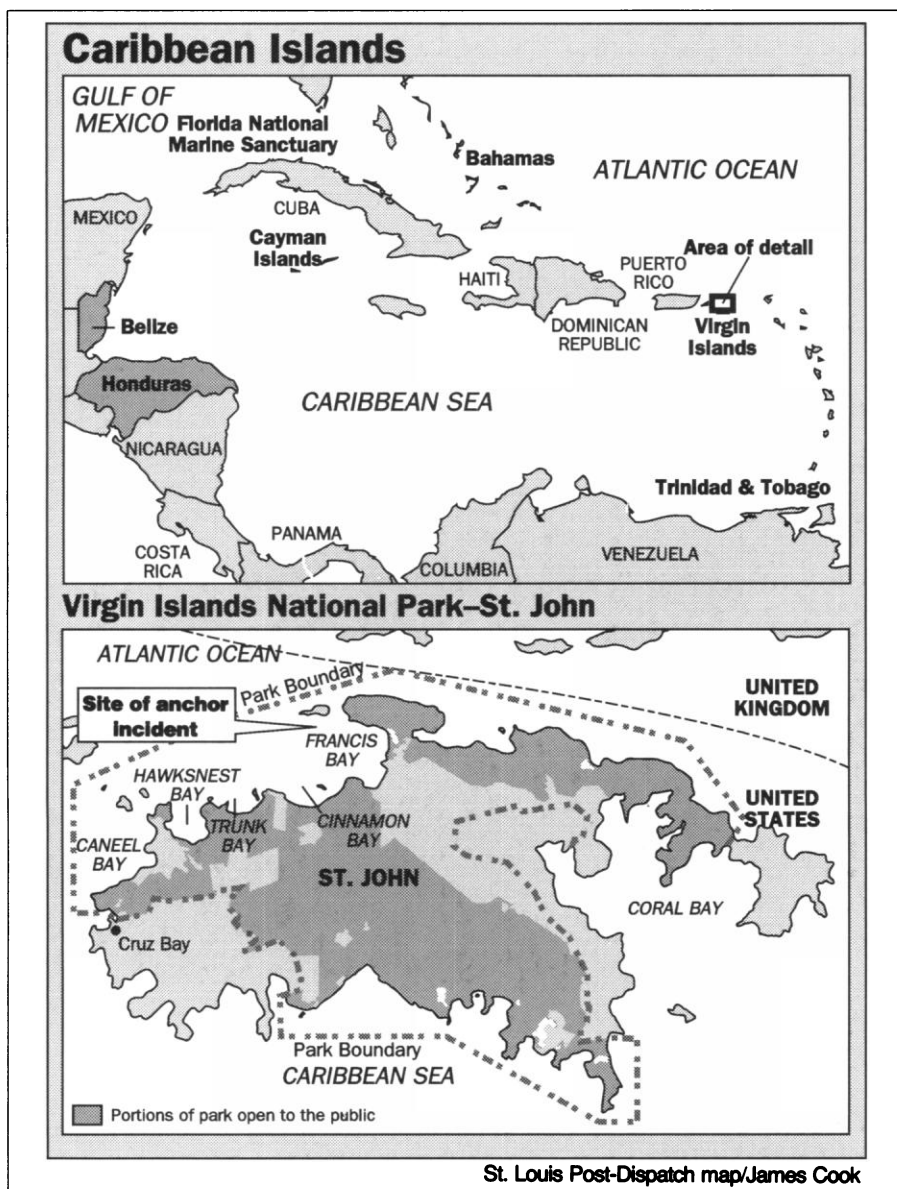 Caribbean Islands
GULF OF
MEXICO
Florida National
Marine Sanctuary
Bahamas
ATLANTIC OCEAN
MEXICO
CUBA
Cayman
Islands
HAITI
PUERTO
RICO
Area of detail
Belize
DOMINICAN
REPUBLIC
Virgin
Islands
Honduras
CARIBBEAN SEA
NICARAGUA
Trinidad & Tobago
COSTA
RICA
PANAMA
COLUMBIA
VENEZUELA
Virgin Islands National Park–St. John
ATLANTIC OCEAN
Park Boundary
UNITED
KINGDOM
Site of anchor
incident
FRANCIS
BAY
HAWKSNEST
BAY
UNITED
STATES
TRUNK
BAY
CINNAMON
BAY
CANEEL
BAY
ST. JOHN
CORAL BAY
Cruz Bay
Park Boundary
CARIBBEAN SEA
Portions of park open to the public
St. Louis Post-Dispatch map/James Cook